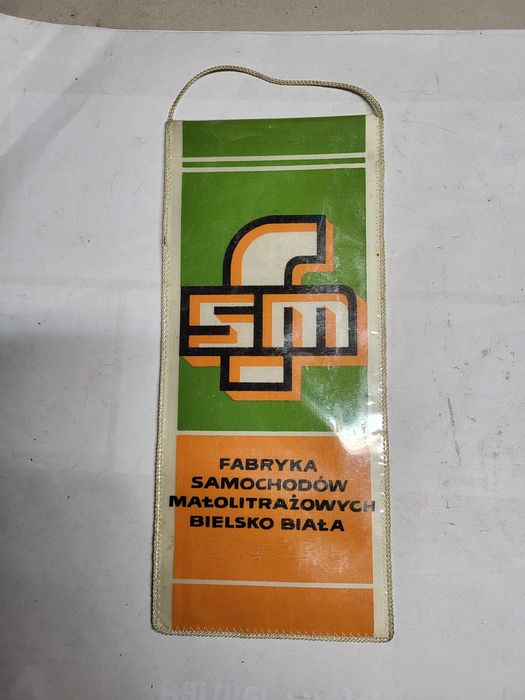 fsm
FABRYKA
SAMOCHODÓW
MAŁOLITRAŻOWYCH
BIELSKO BIAŁA